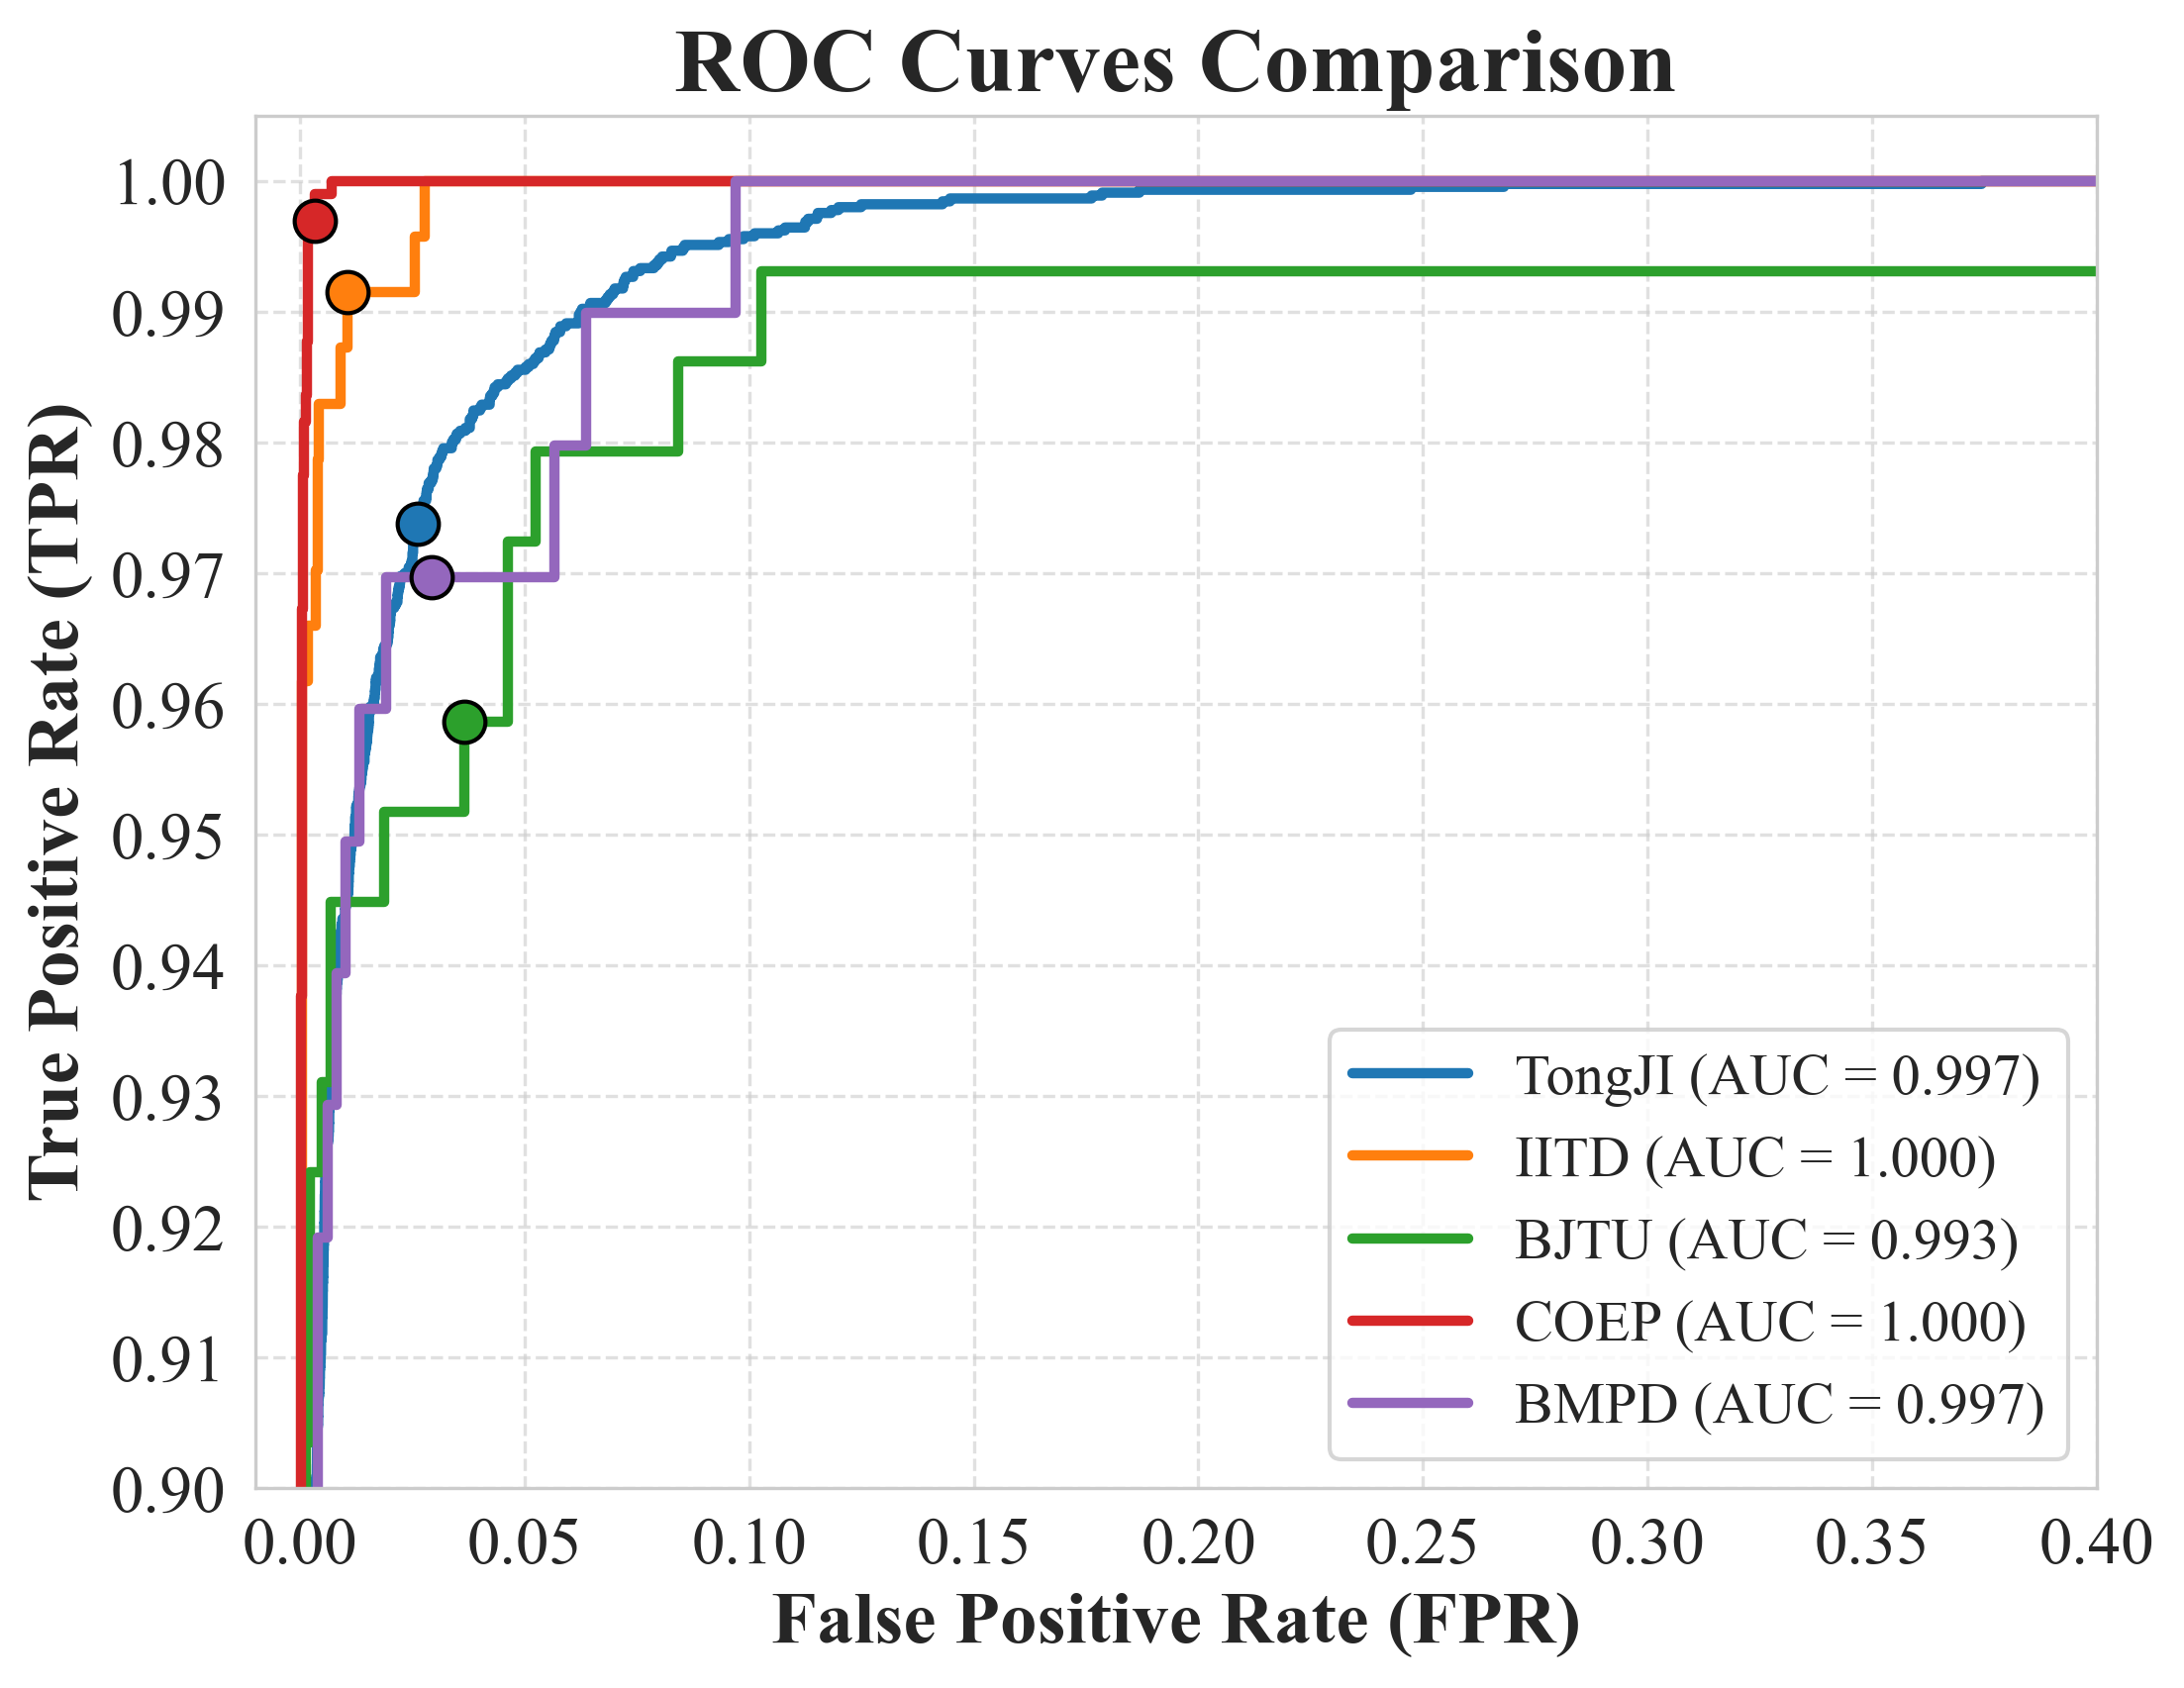 ROC Curves Comparison
True Positive Rate (TPR)
1.00
0.99
0.98
0.97
0.96
0.95
0.94
0.93
0.92
0.91
0.90
TongJI (AUC = 0.997)
IITD (AUC = 1.000)
BJTU (AUC = 0.993)
COEP (AUC = 1.000)
BMPD (AUC = 0.997)
0.00 0.05 0.10 0.15 0.20 0.25 0.30 0.35 0.40
False Positive Rate (FPR)